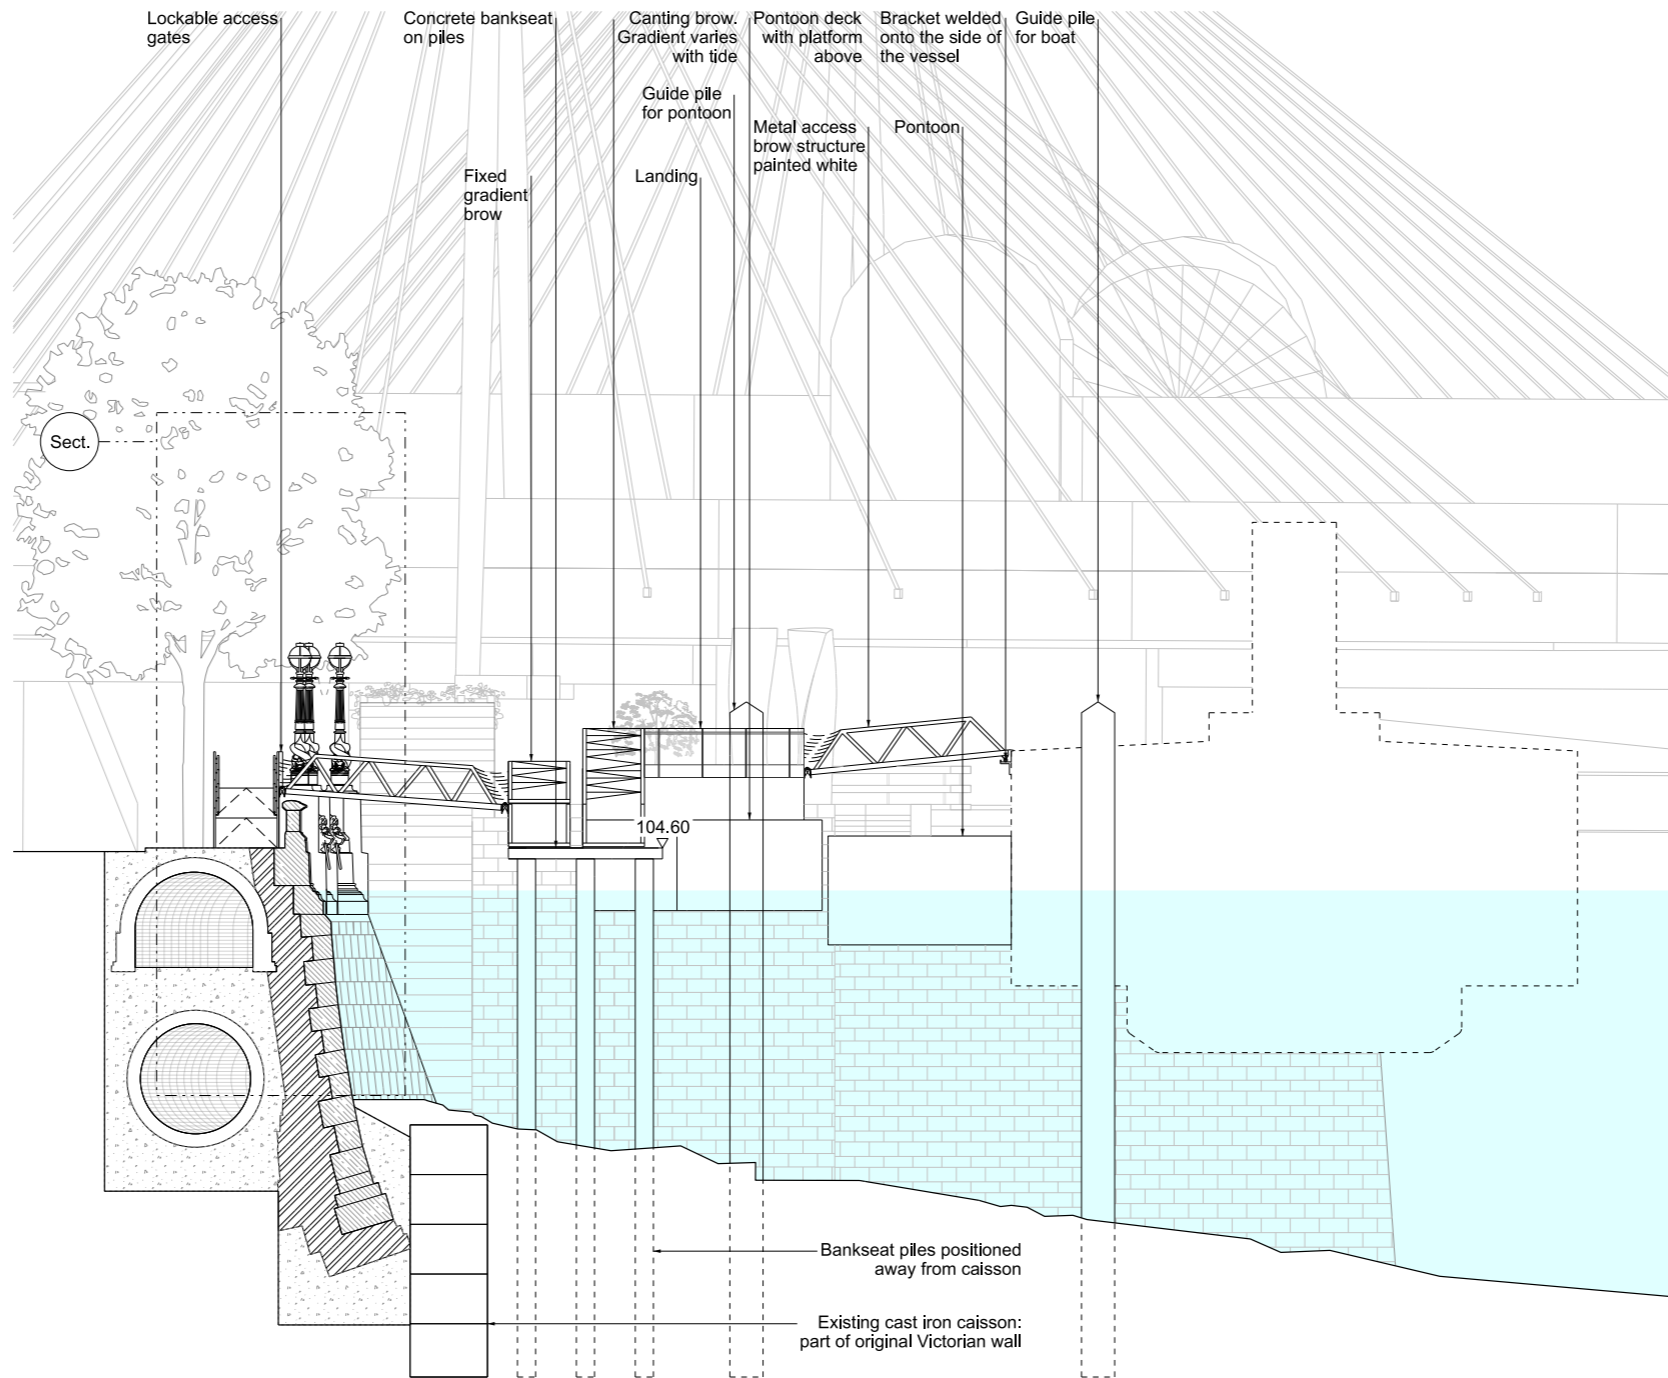 Lockable access
gates
Concrete bankseat
on piles
Canting brow.
Gradient varies
with tide
Pontoon deck
with platform
above
Bracket welded
onto the side of
the vessel
Guide pile
for boat
Guide pile
for pontoon
Metal access
brow structure
painted white
Pontoon
Fixed
gradient
brow
Landing
Sect.
104.60
Bankseat piles positioned
away from caisson
Existing cast iron caisson:
part of original Victorian wall